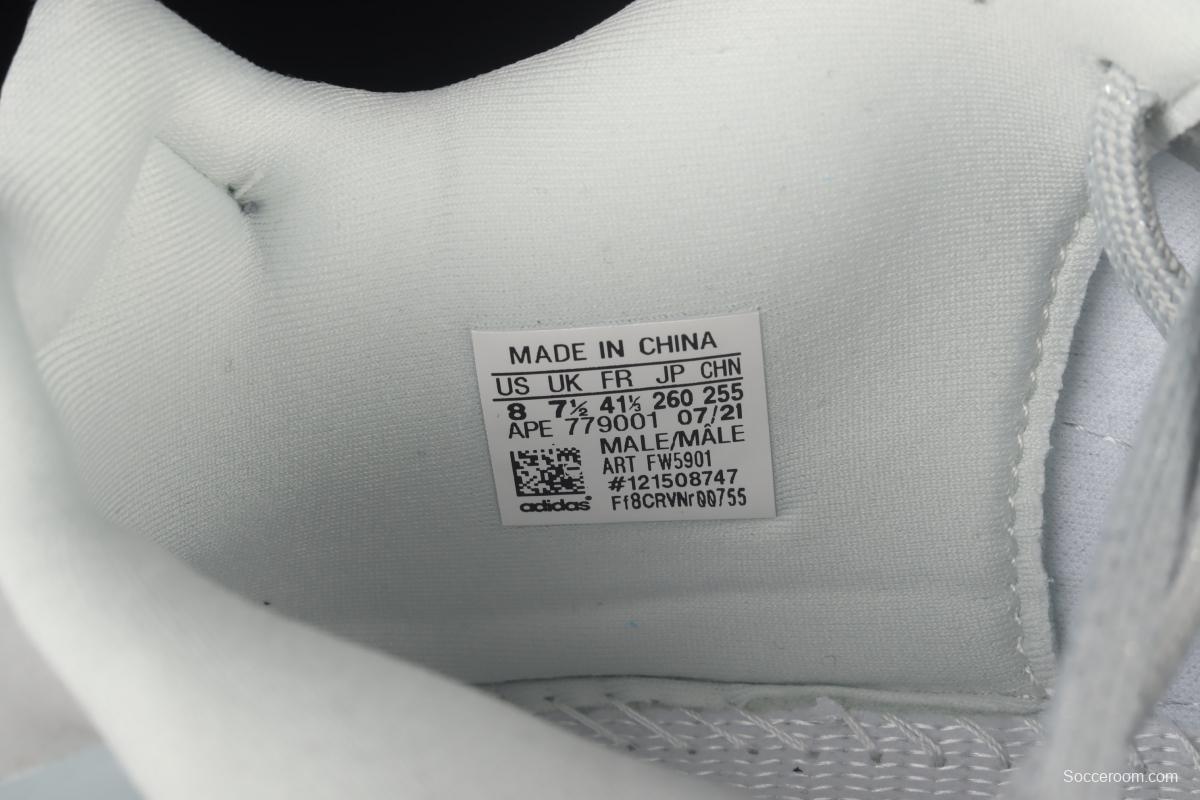 MADE IN CHINA
US UK FR JP CHN
8 7½ 41⅓ 260 255
APE 779001 07/21
MALE/MÂLE
ART FW5901
#121508747
adidas
Ff8CRVNr00755
Socceroom.com